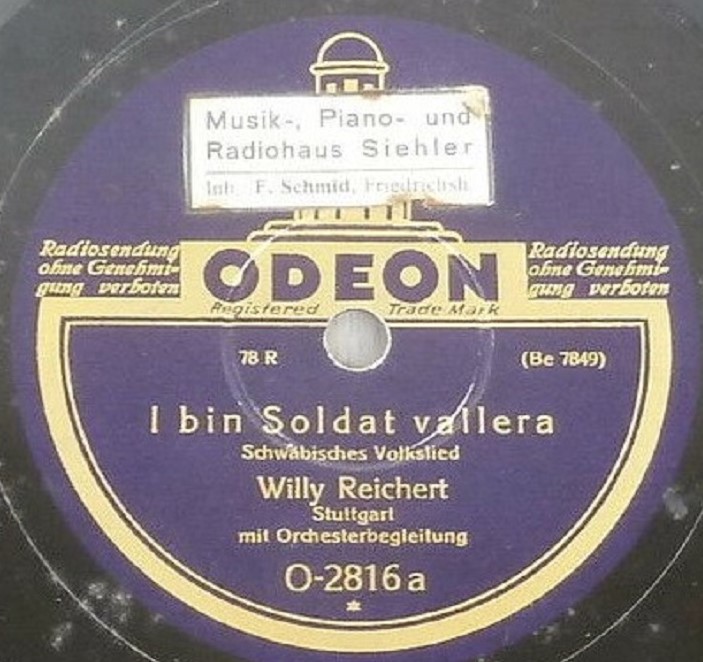 Musik-, Piano- und
Radiohaus Siehler
Inh. F. Schmid, Friedrichsh.
Radiosendung
ohne Genehmi-
gung verboten
ODEON
Radiosendung
ohne Genehmi-
gung verboten
Registered Trade Mark
78 R (Be 7849)
I bin Soldat vallera
Schwäbisches Volkslied
Willy Reichert
Stuttgart
mit Orchesterbegleitung
O-2816 a
*